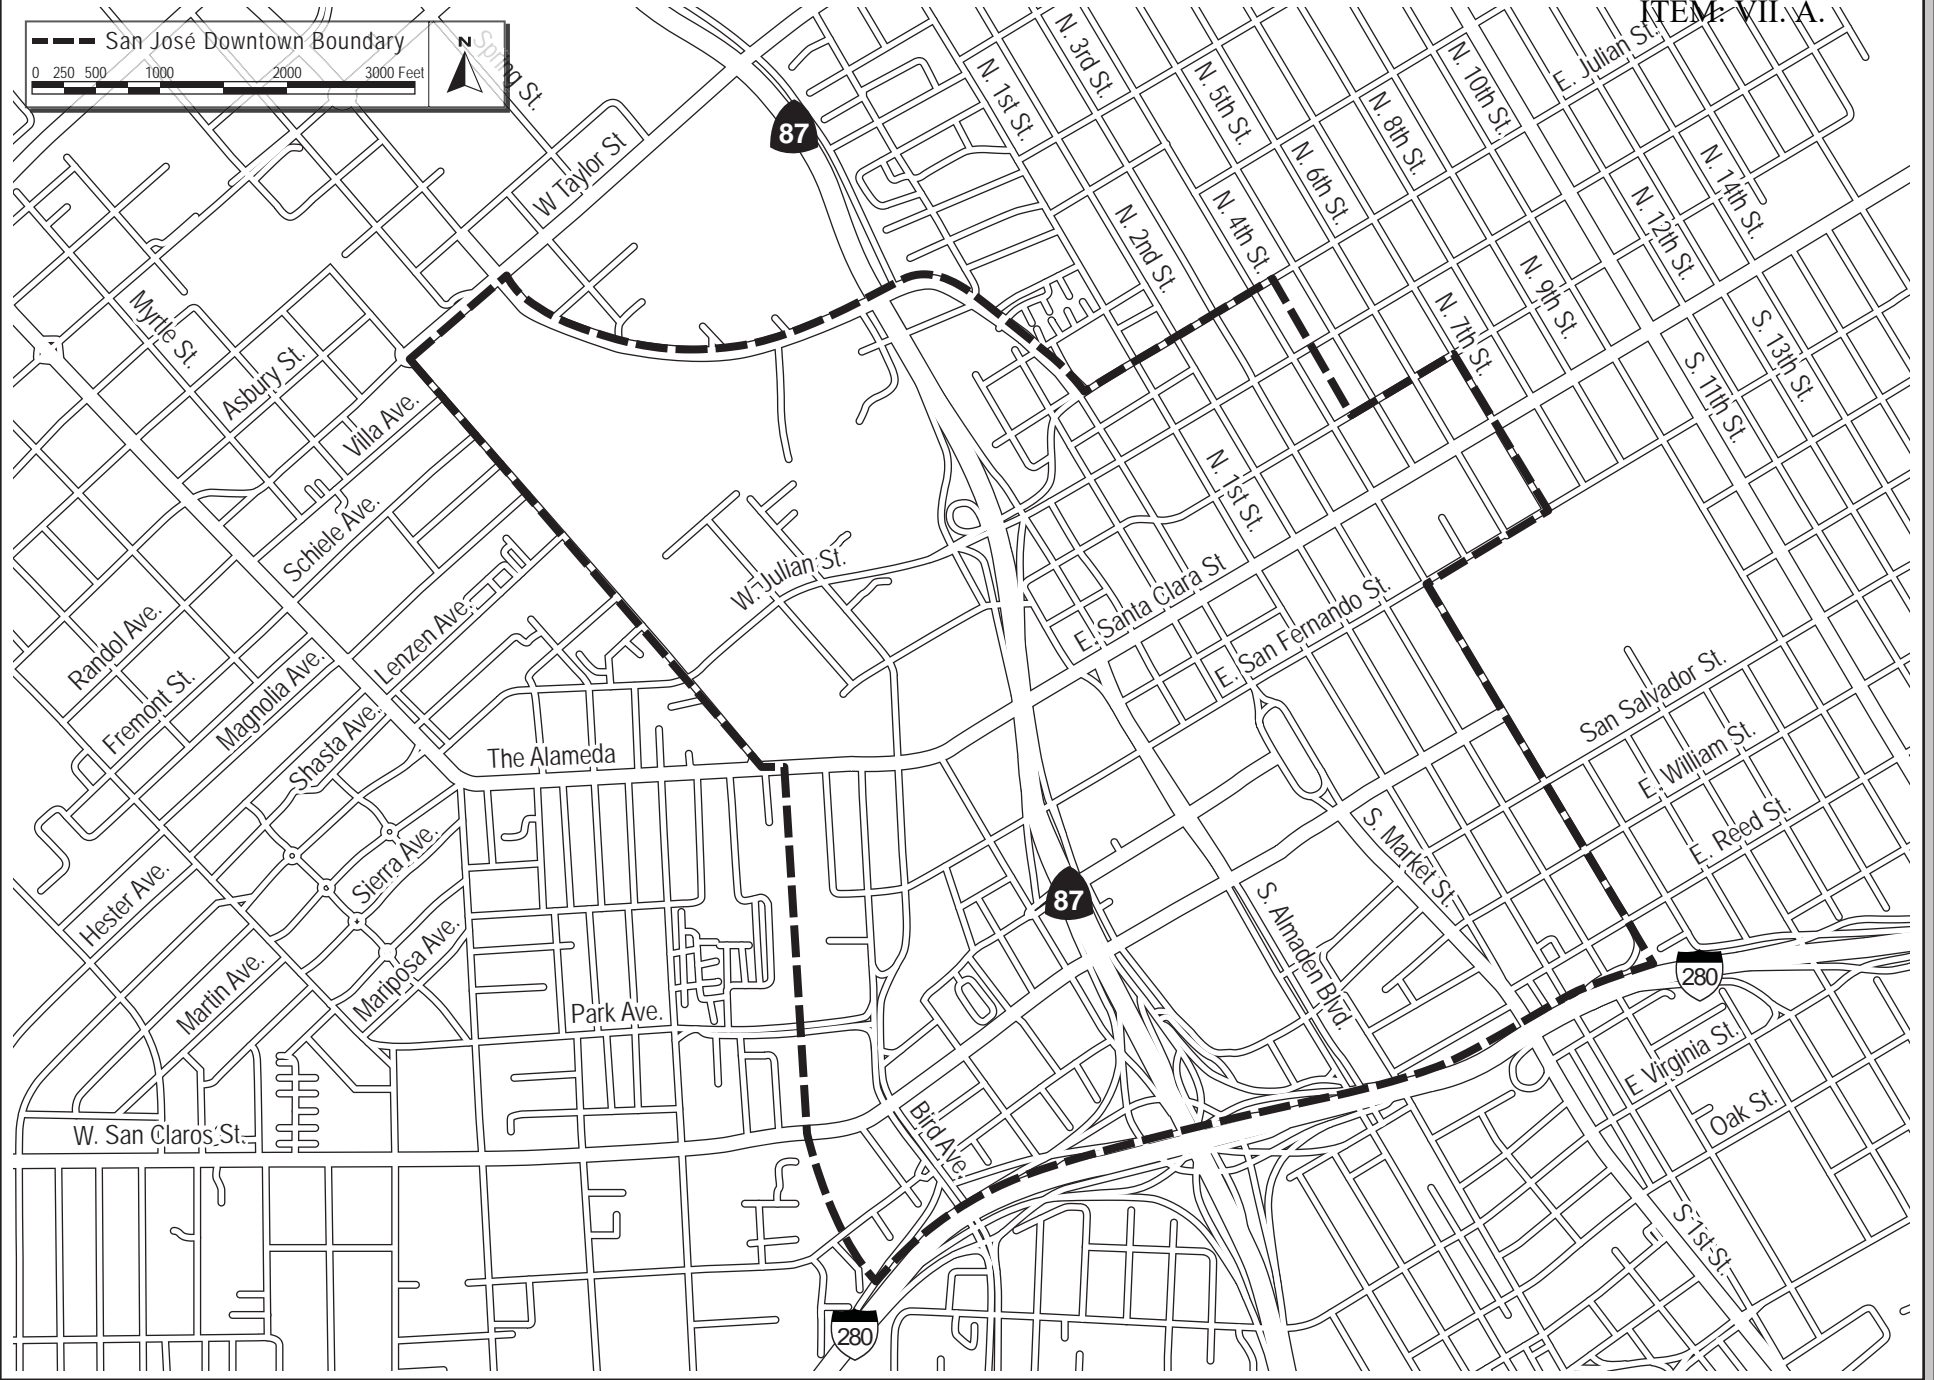 ITEM: VII. A.
San José Downtown Boundary
0 250 500 1000 2000 3000 Feet
N
Spring St.
W Taylor St
87
N. 1st St.
N. 3rd St.
N. 5th St.
N. 10th St.
E. Julian St.
N. 8th St.
N. 6th St.
N. 14th St.
N. 4th St.
N. 2nd St.
N. 12th St.
N. 9th St.
N. 7th St.
S. 13th St.
S. 11th St.
Myrtle St.
Asbury St.
Villa Ave.
Schiele Ave.
N. 1st St.
W. Julian St.
E. Santa Clara St
E. San Fernando St.
Randol Ave.
Fremont St.
Magnolia Ave.
Lenzen Ave.
Shasta Ave.
The Alameda
San Salvador St.
E. William St.
E. Reed St.
S. Market St.
Sierra Ave.
Hester Ave.
87
S. Almaden Blvd.
Mariposa Ave.
Martin Ave.
Park Ave.
280
E Virginia St.
Oak St.
W. San Claros St.
Bird Ave.
S 1st St.
280